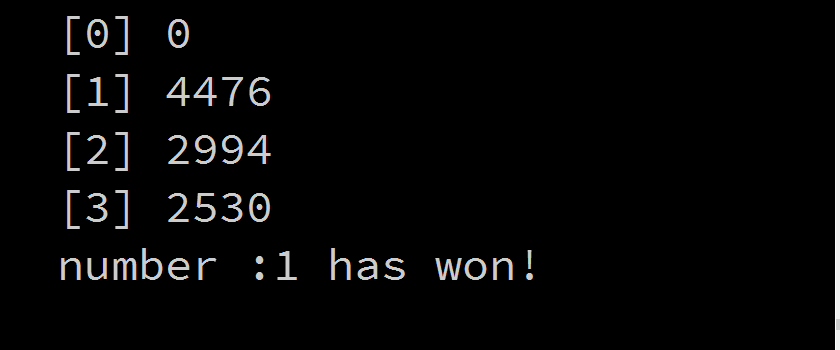 [0] 0
[1] 4476
[2] 2994
[3] 2530
number :1 has won!